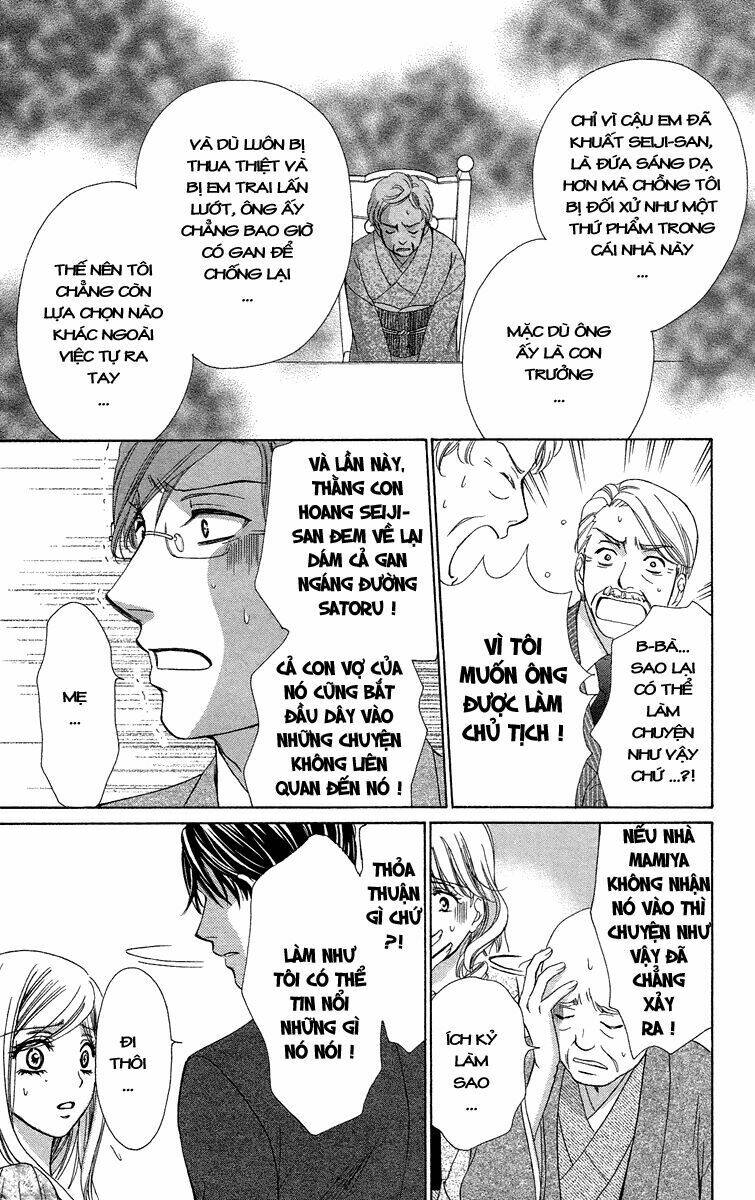 CHỈ VÌ CẬU EM ĐÃ
KHUẤT SEIJI-SAN,
LÀ ĐỨA SÁNG DẠ
HƠN MÀ CHỒNG TÔI
BỊ ĐỐI XỬ NHƯ MỘT
THỨ PHẨM TRONG
CÁI NHÀ NÀY
...
MẶC DÙ ÔNG
ẤY LÀ CON
TRƯỞNG
...
VÀ DÙ LUÔN BỊ
THUA THIỆT VÀ
BỊ EM TRAI LẤN
LƯỚT, ÔNG ẤY
CHẲNG BAO GIỜ
CÓ GAN ĐỂ
CHỐNG LẠI
...
THẾ NÊN TÔI
CHẲNG CÒN
LỰA CHỌN NÀO
KHÁC NGOÀI
VIỆC TỰ RA
TAY
...
B-BÀ...
SAO LẠI
CÓ THỂ
LÀM
CHUYỆN
NHƯ VẬY
CHỨ ...?!
VÌ TÔI
MUỐN ÔNG
ĐƯỢC LÀM
CHỦ TỊCH !
VÀ LẦN NÀY,
THẰNG CON
HOANG SEIJI-
SAN ĐEM VỀ LẠI
DÁM CẢ GAN
NGÁNG ĐƯỜNG
SATORU !
CẢ CON VỢ CỦA
NÓ CŨNG BẮT
ĐẦU DÂY VÀO
NHỮNG CHUYỆN
KHÔNG LIÊN
QUAN ĐẾN NÓ !
MẸ
...
NẾU NHÀ
MAMIYA
KHÔNG NHẬN
NÓ VÀO THÌ
CHUYỆN NHƯ
VẬY ĐÃ
CHẲNG
XẢY
RA !
ÍCH KỶ
LÀM
SAO
...
THỎA
THUẬN
GÌ CHỨ
?!
LÀM NHƯ
TÔI CÓ THỂ
TIN NỔI
NHỮNG GÌ
NÓ NÓI !
ĐI
THÔI
...